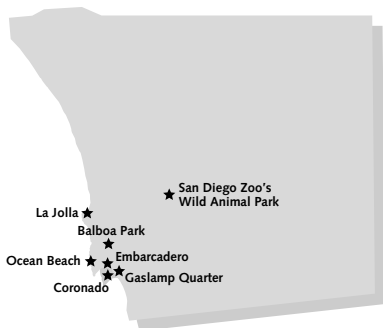 San Diego Zoo's
Wild Animal Park
La Jolla
Balboa Park
Ocean Beach
Embarcadero
Gaslamp Quarter
Coronado